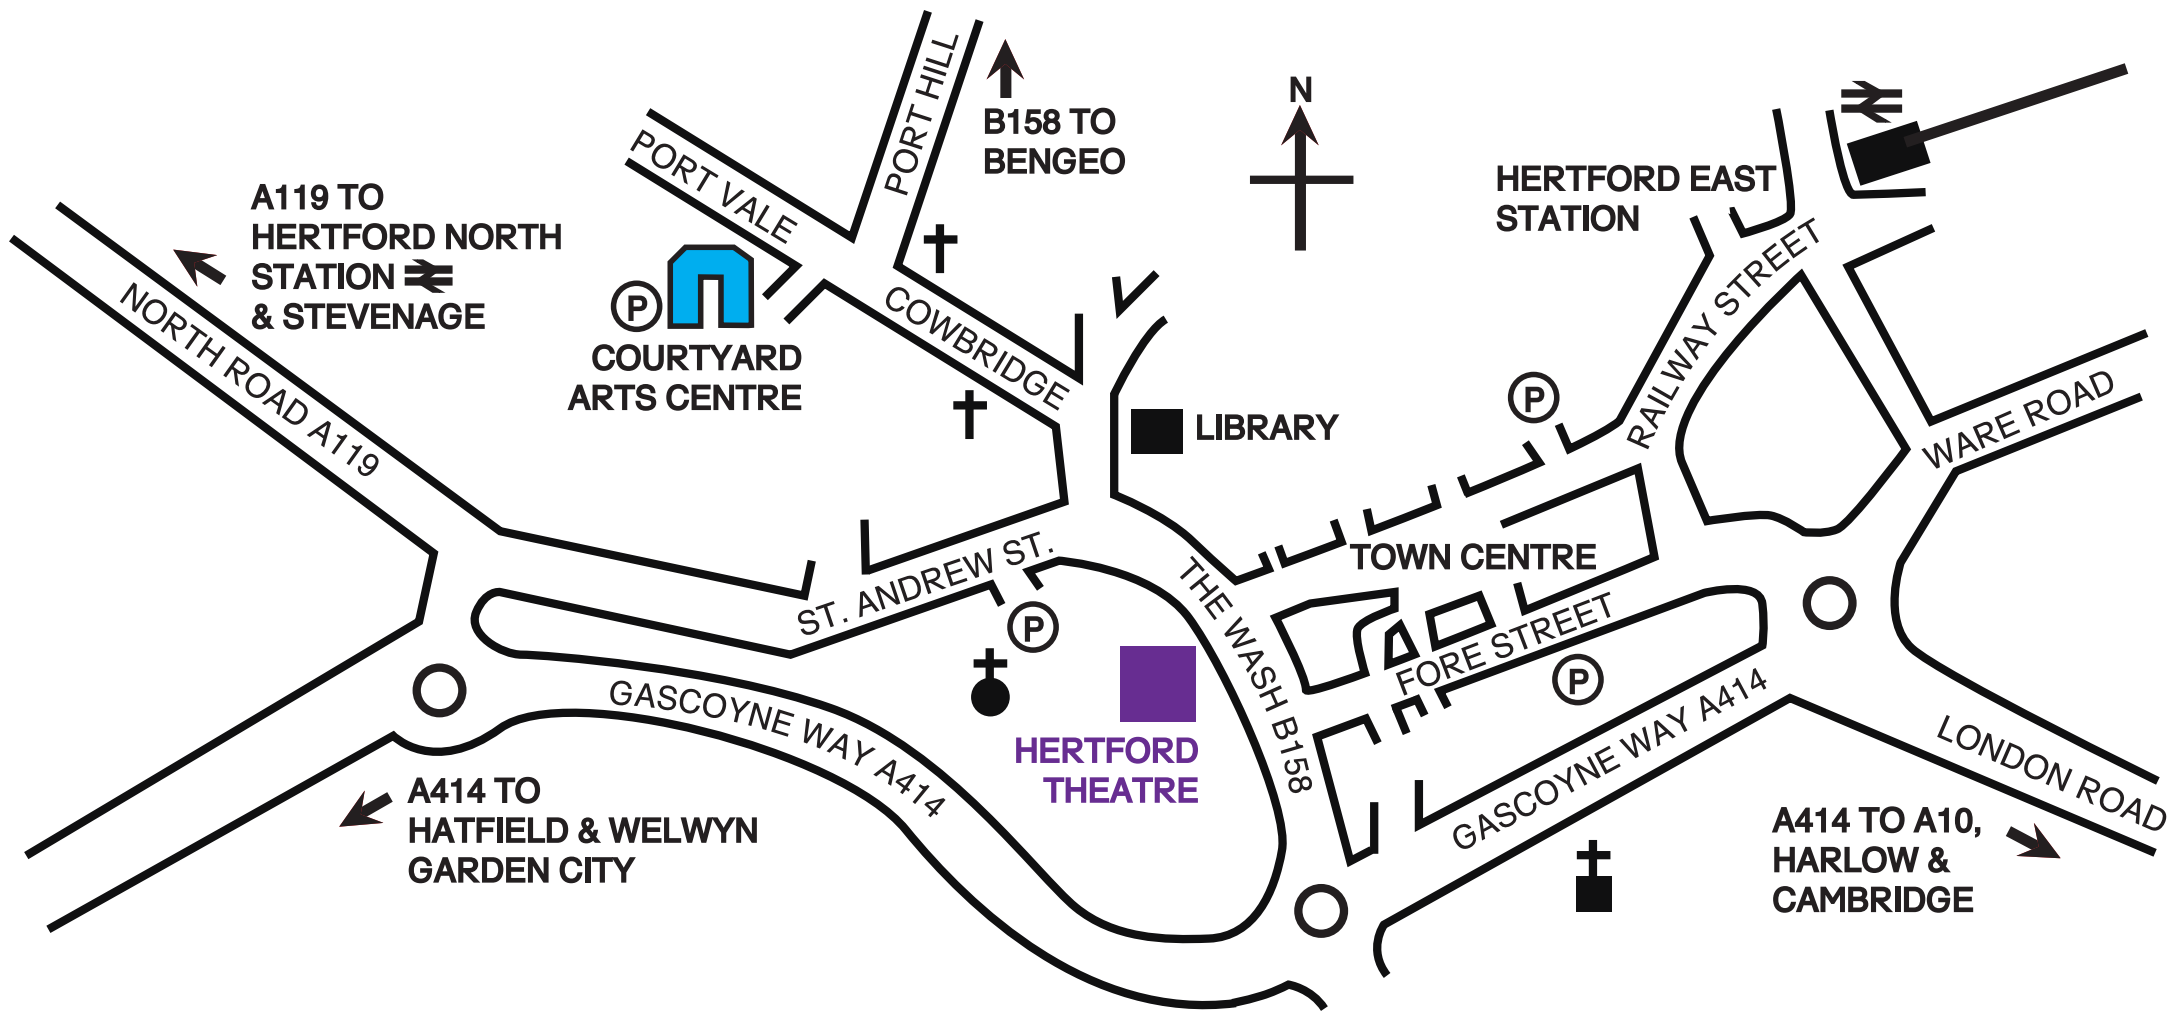 PORT HILL
B158 TO
BENGEO
N
PORT VALE
HERTFORD EAST
STATION
A119 TO
HERTFORD NORTH
STATION
& STEVENAGE
RAILWAY STREET
NORTH ROAD A119
P
COURTYARD
ARTS CENTRE
COWBRIDGE
P
LIBRARY
WARE ROAD
TOWN CENTRE
ST. ANDREW ST.
P
THE WASH B158
FORE STREET
P
GASCOYNE WAY A414
HERTFORD
THEATRE
GASCOYNE WAY A414
LONDON ROAD
A414 TO
HATFIELD & WELWYN
GARDEN CITY
A414 TO A10,
HARLOW &
CAMBRIDGE